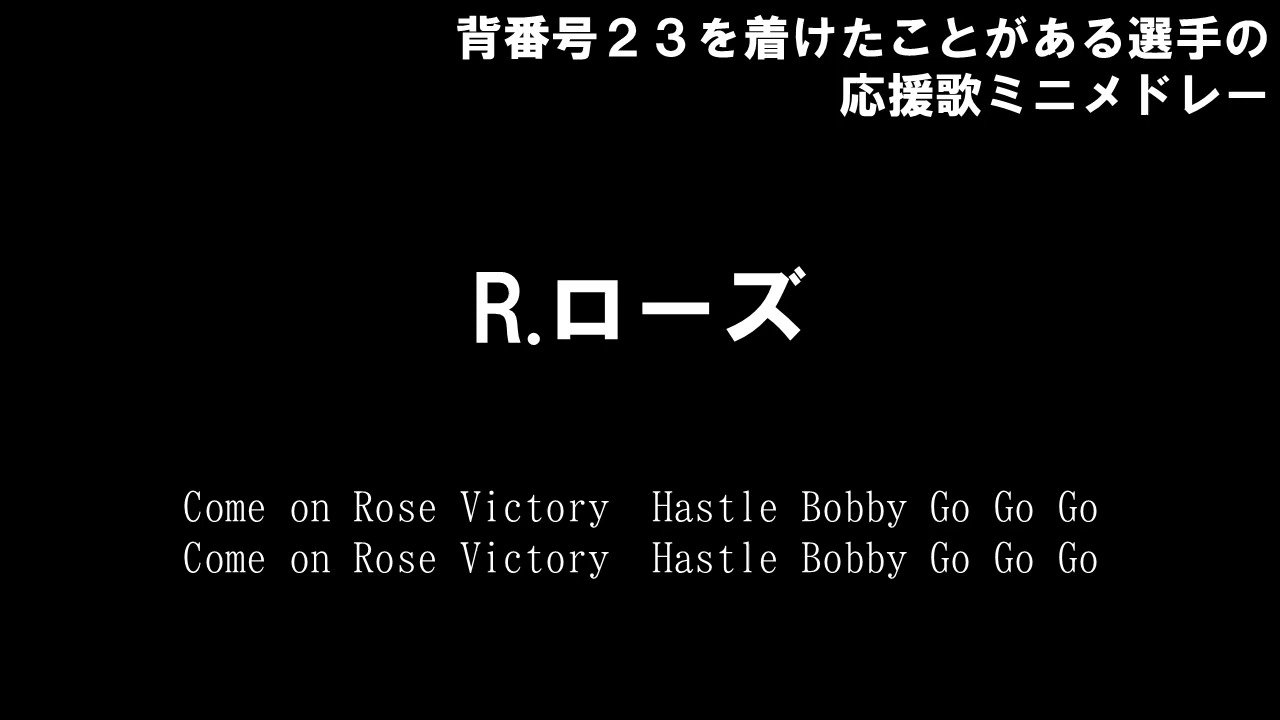 背番号２３を着けたことがある選手の
応援歌ミニメドレー
R.ローズ
Come on Rose Victory　Hastle Bobby Go Go Go
Come on Rose Victory　Hastle Bobby Go Go Go